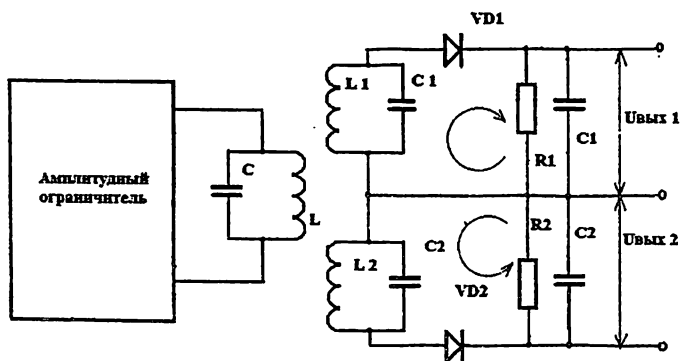 VD1
L 1
C 1
Uвых 1
R1
C1
Амплитудный
ограничитель
C
L
R2
C2
L 2
C2
VD2
Uвых 2